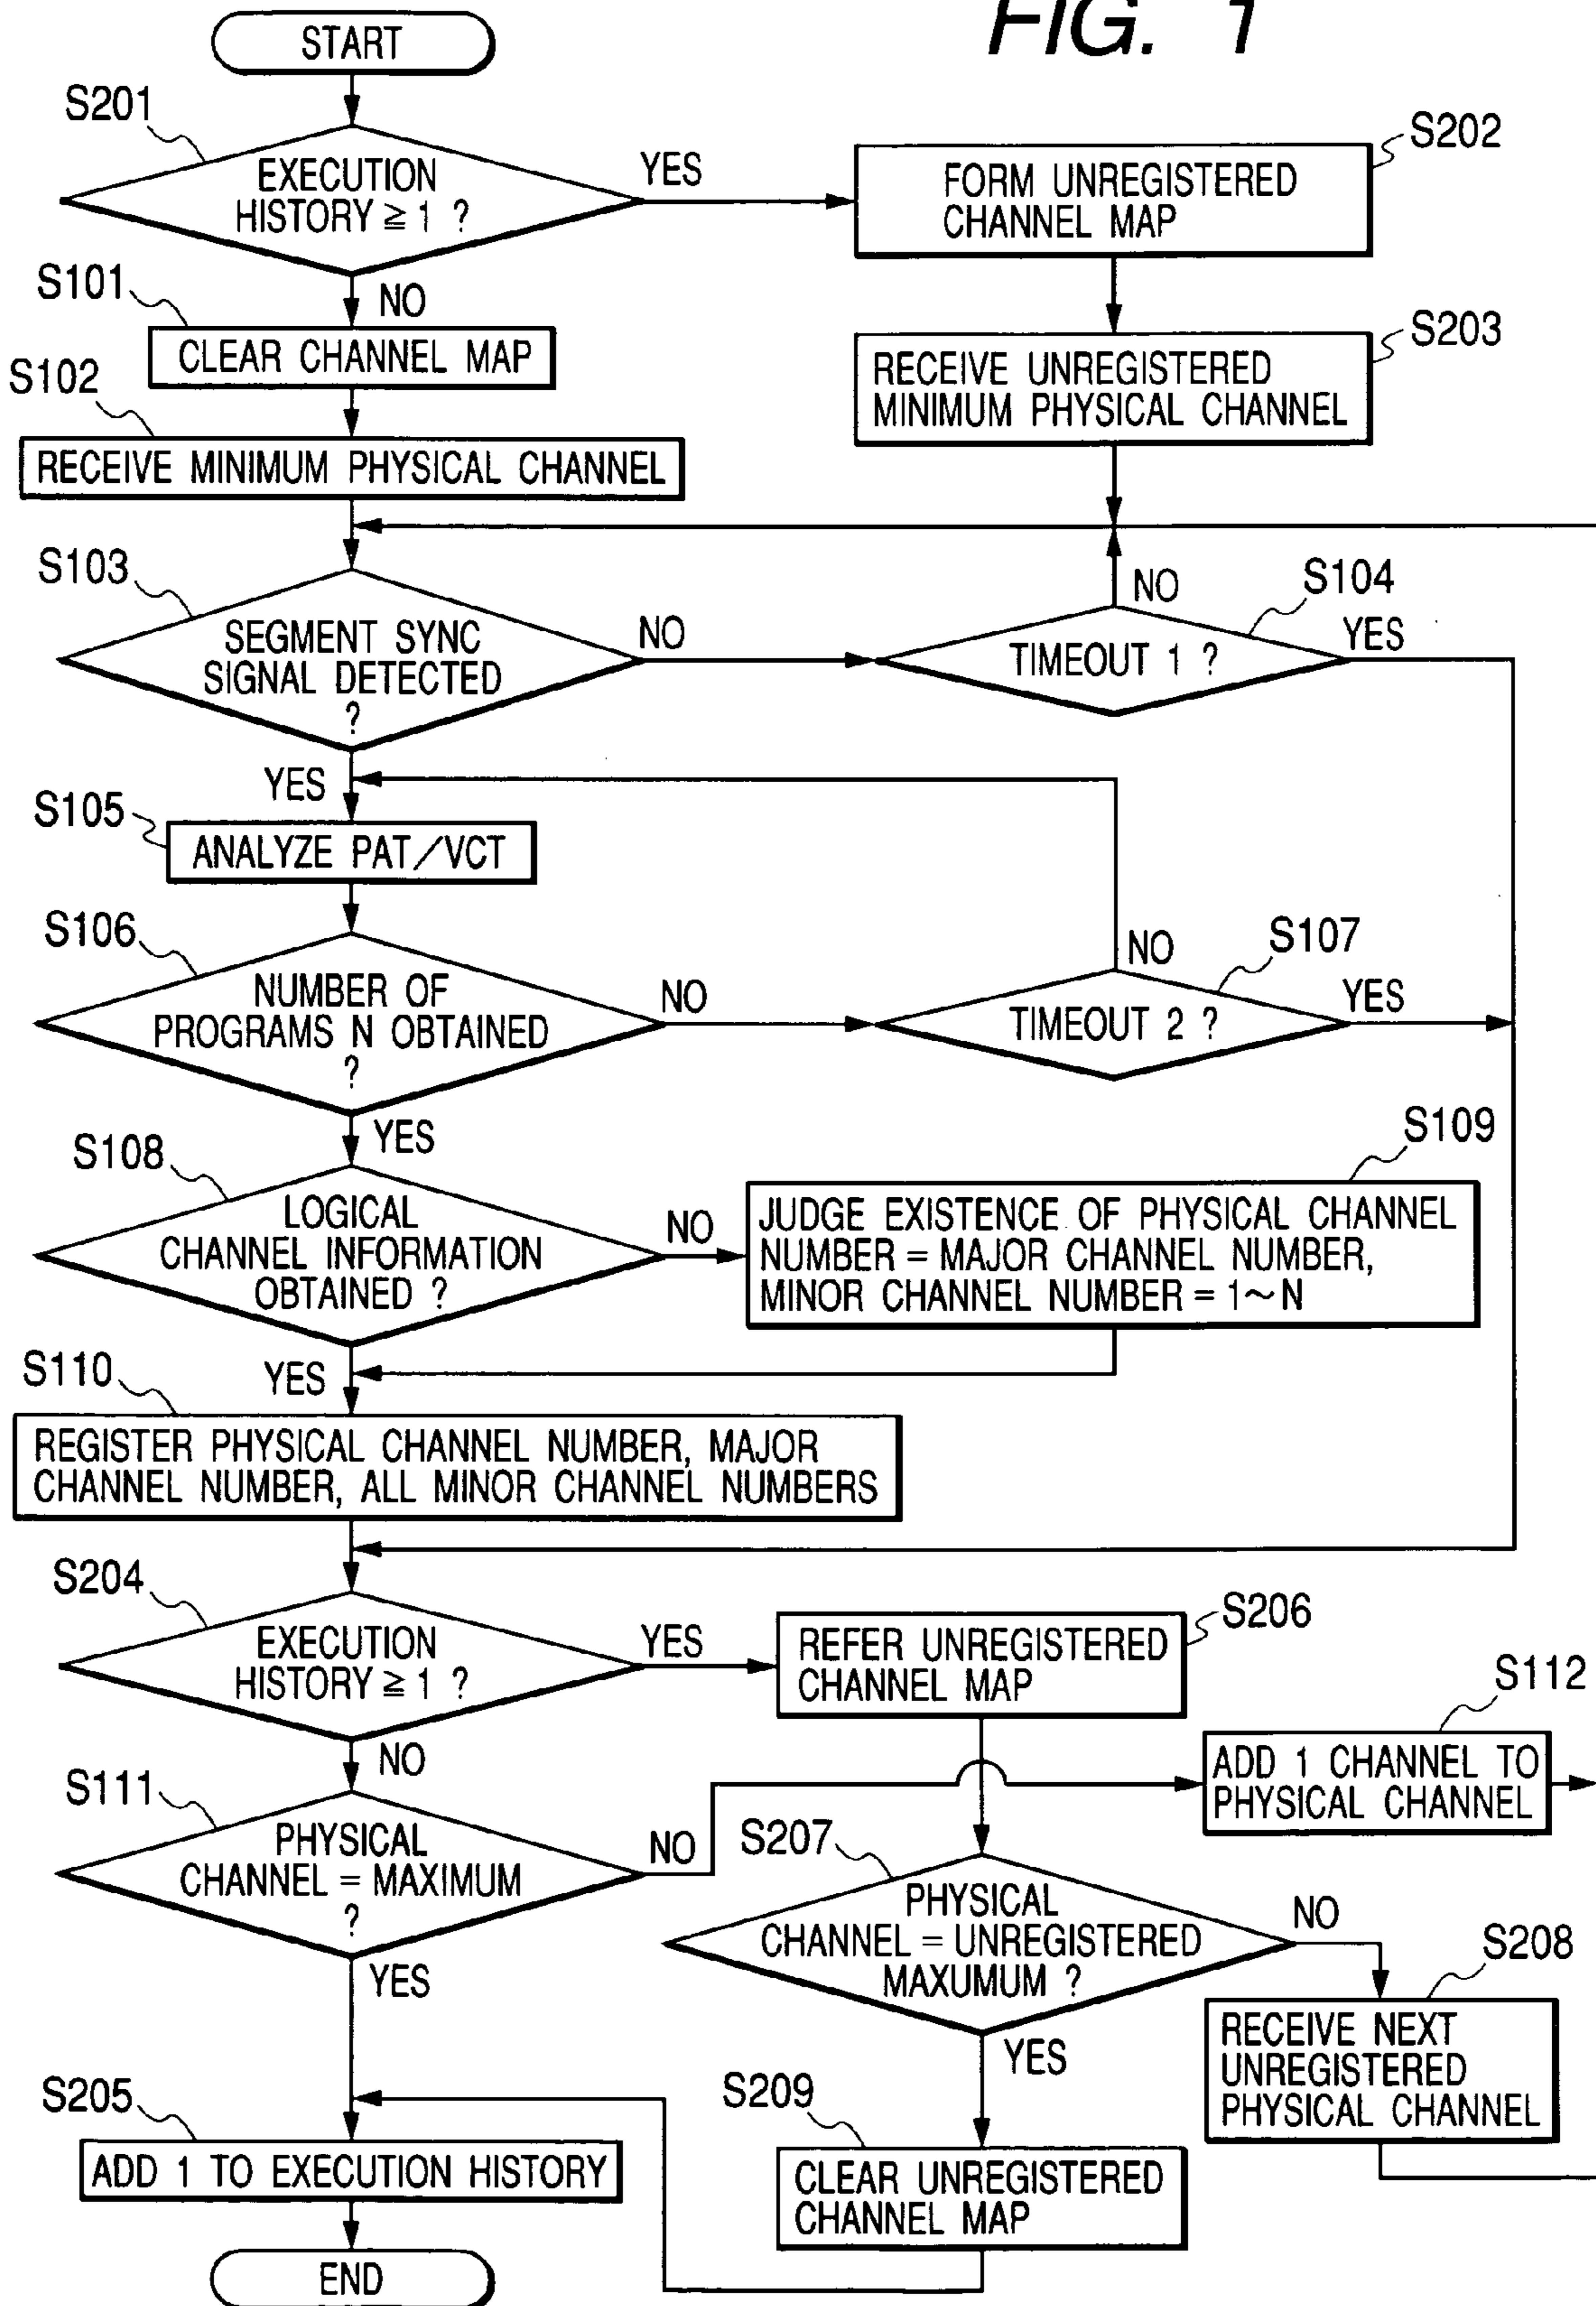 FIG. 1
START
S201
EXECUTION
HISTORY ≧ 1 ?
YES
S202
FORM UNREGISTERED
CHANNEL MAP
NO
S101
CLEAR CHANNEL MAP
S203
RECEIVE UNREGISTERED
MINIMUM PHYSICAL CHANNEL
S102
RECEIVE MINIMUM PHYSICAL CHANNEL
S103
SEGMENT SYNC
SIGNAL DETECTED
?
NO
S104
TIMEOUT 1 ?
NO
YES
YES
S105
ANALYZE PAT/VCT
S106
NUMBER OF
PROGRAMS N OBTAINED
?
NO
S107
TIMEOUT 2 ?
NO
YES
YES
S108
LOGICAL
CHANNEL INFORMATION
OBTAINED ?
NO
S109
JUDGE EXISTENCE OF PHYSICAL CHANNEL
NUMBER = MAJOR CHANNEL NUMBER,
MINOR CHANNEL NUMBER = 1~N
YES
S110
REGISTER PHYSICAL CHANNEL NUMBER, MAJOR
CHANNEL NUMBER, ALL MINOR CHANNEL NUMBERS
S204
EXECUTION
HISTORY ≧ 1 ?
YES
S206
REFER UNREGISTERED
CHANNEL MAP
NO
S111
PHYSICAL
CHANNEL = MAXIMUM
?
NO
S112
ADD 1 CHANNEL TO
PHYSICAL CHANNEL
S207
PHYSICAL
CHANNEL = UNREGISTERED
MAXUMUM ?
NO
S208
RECEIVE NEXT
UNREGISTERED
PHYSICAL CHANNEL
YES
YES
S209
CLEAR UNREGISTERED
CHANNEL MAP
S205
ADD 1 TO EXECUTION HISTORY
END